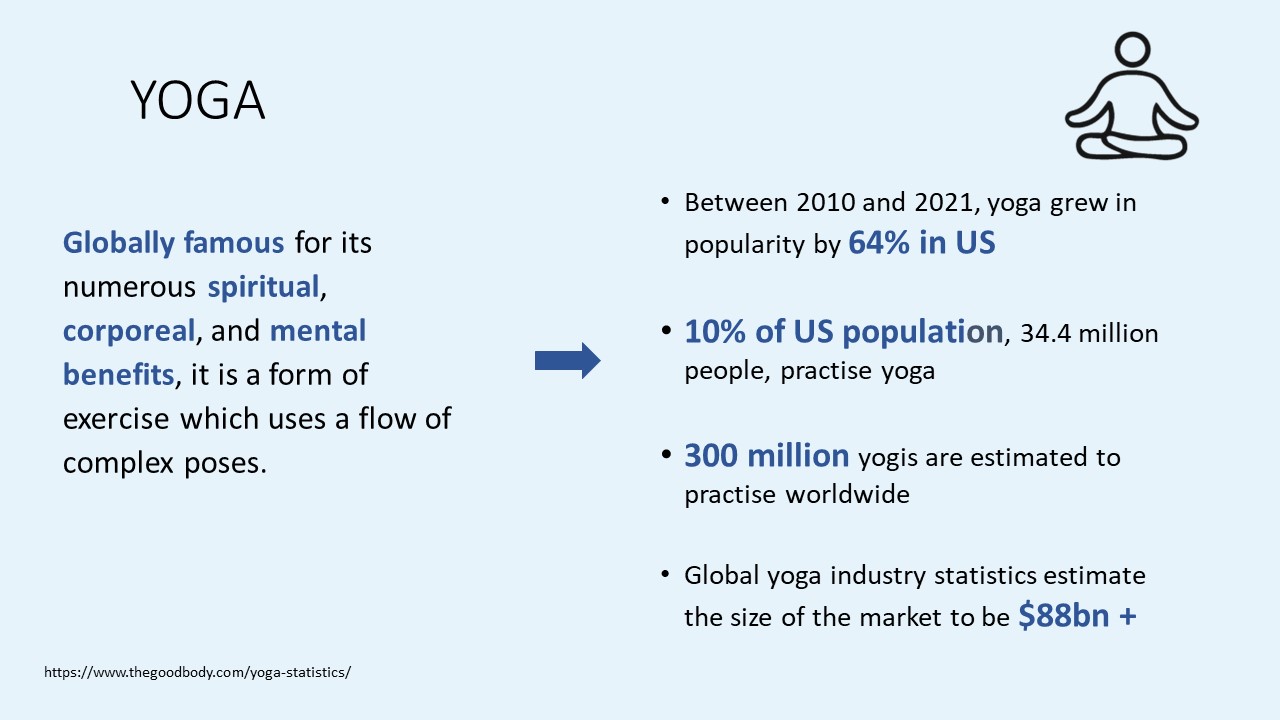 YOGA
Globally famous for its
numerous spiritual,
corporeal, and mental
benefits, it is a form of
exercise which uses a flow of
complex poses.
• Between 2010 and 2021, yoga grew in
popularity by 64% in US
• 10% of US population, 34.4 million
people, practise yoga
• 300 million yogis are estimated to
practise worldwide
• Global yoga industry statistics estimate
the size of the market to be $88bn +
https://www.thegoodbody.com/yoga-statistics/